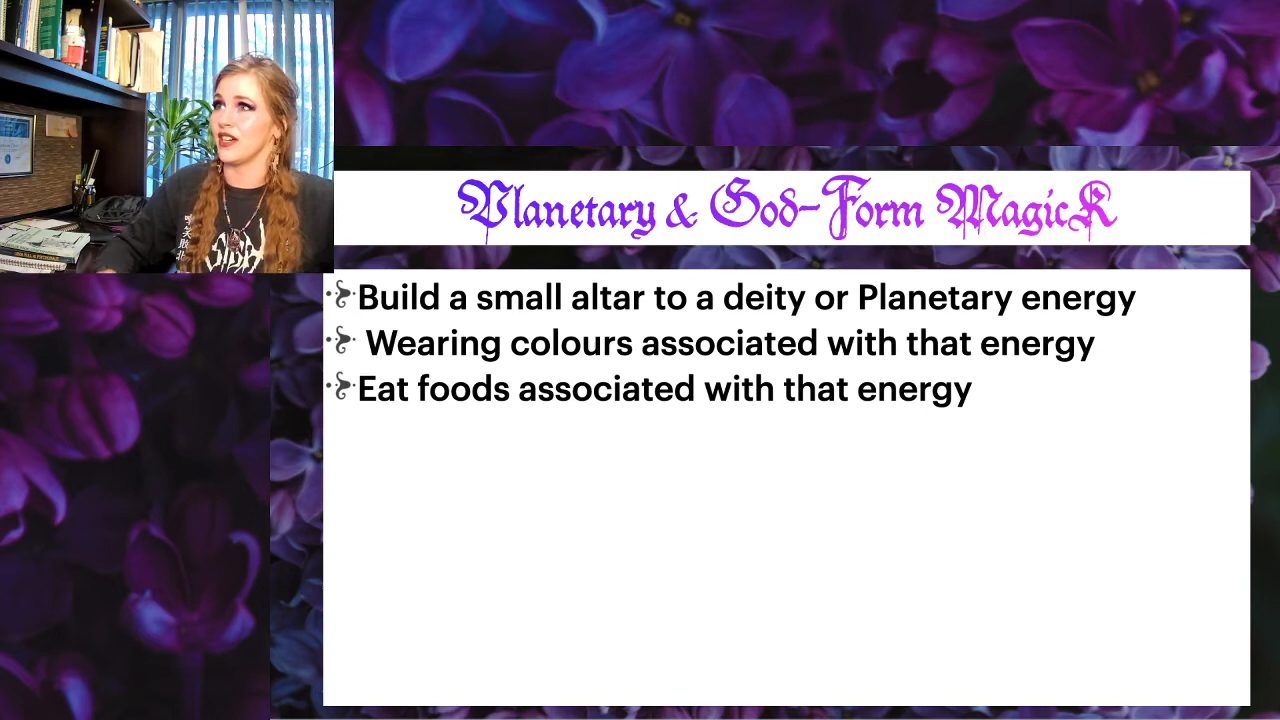 Planetary & God-Form MagicK
Build a small altar to a deity or Planetary energy
Wearing colours associated with that energy
Eat foods associated with that energy